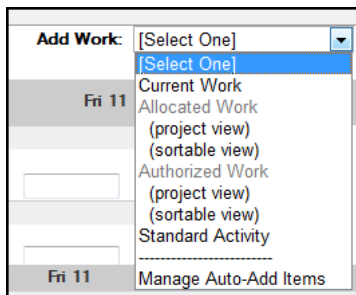 Add Work: [Select One]
[Select One]
Current Work
Fri 11 Allocated Work
(project view)
(sortable view)
Authorized Work
(project view)
(sortable view)
Standard Activity
-------------------------
Fri 11 Manage Auto-Add Items